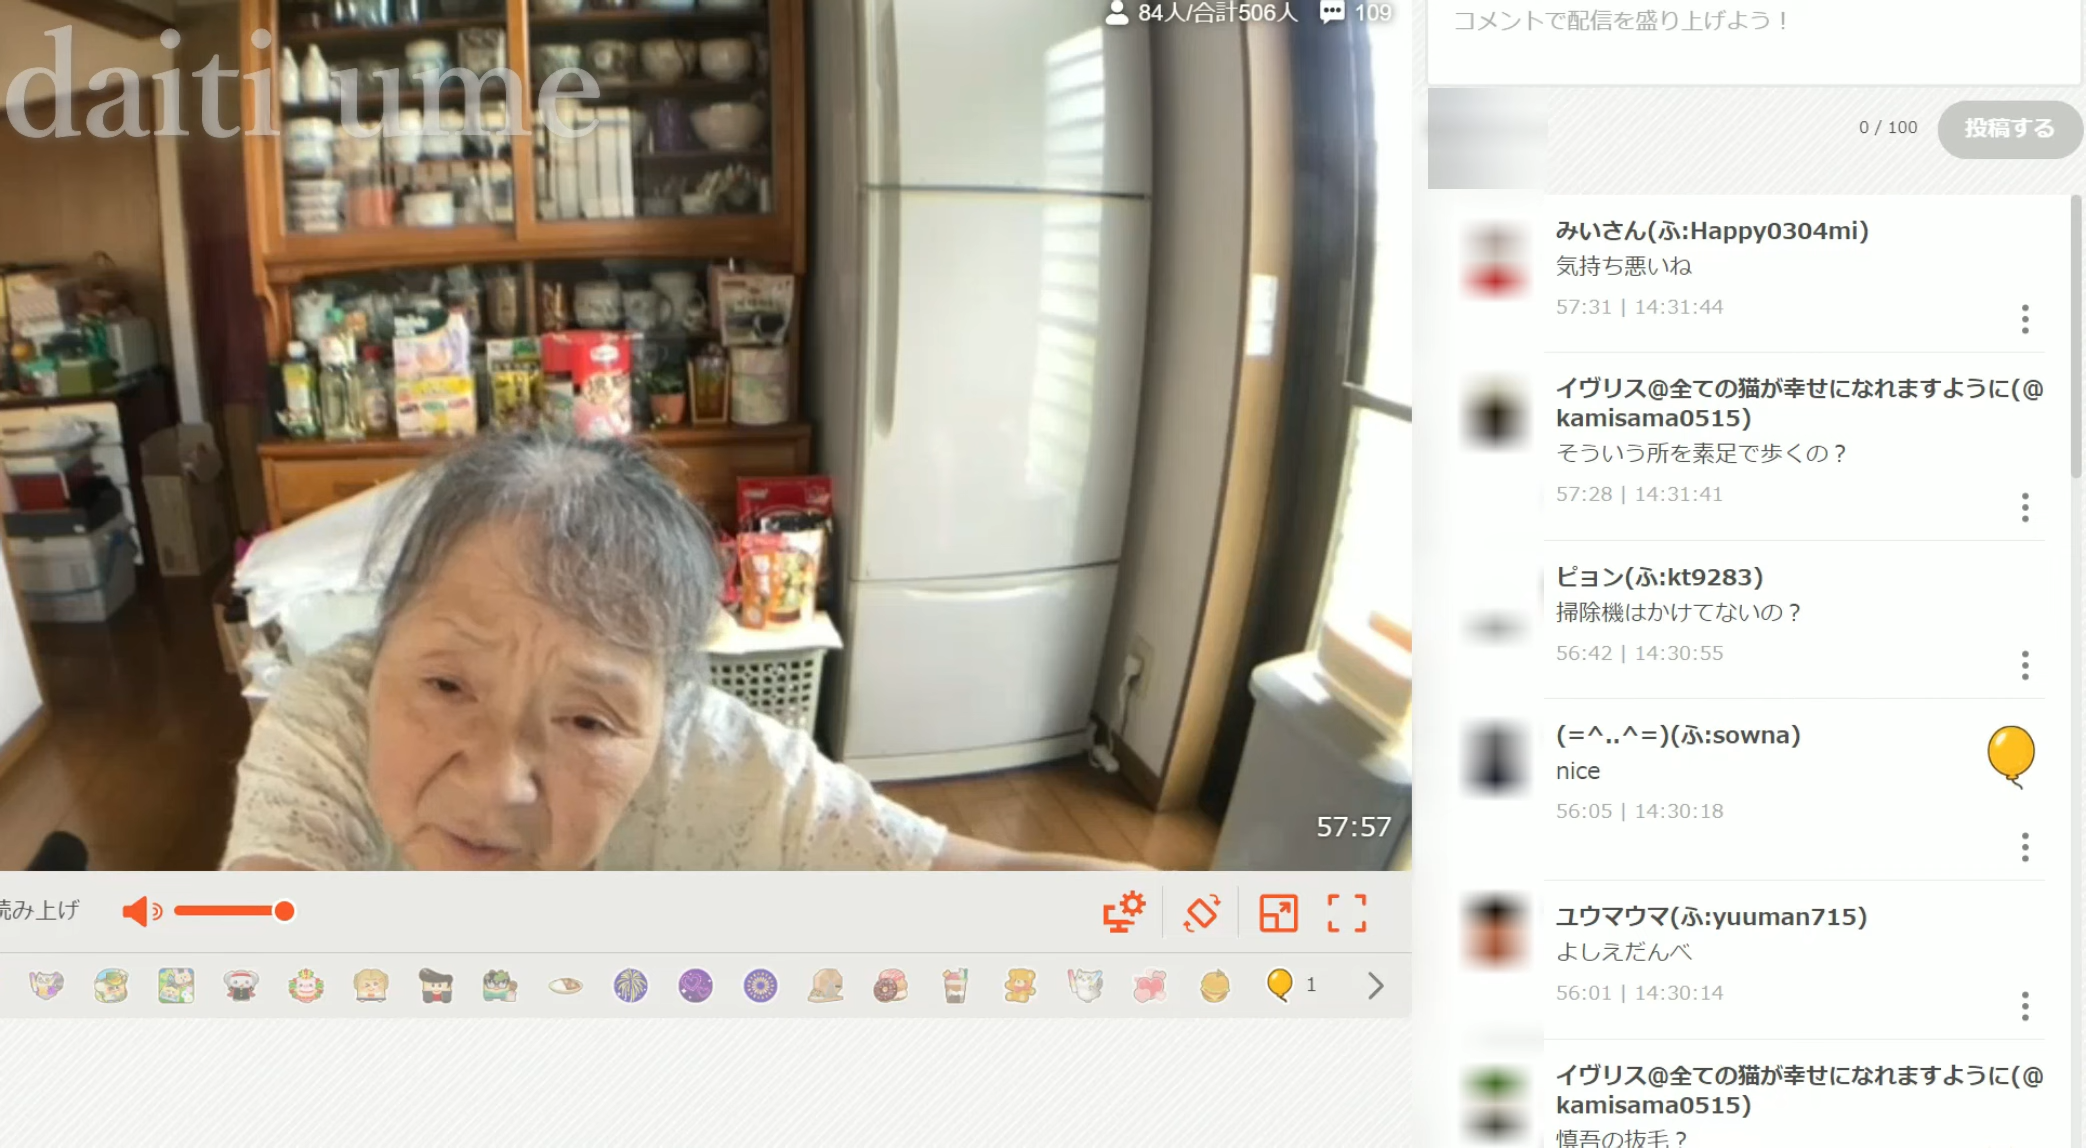 daiti ume
84人/合計506人 109
57:57
読み上げ
1
コメントで配信を盛り上げよう！
0 / 100 投稿する
みいさん(ふ:Happy0304mi)
気持ち悪いね
57:31 | 14:31:44
イヴリス@全ての猫が幸せになれますように(@
kamisama0515)
そういう所を素足で歩くの？
57:28 | 14:31:41
ピョン(ふ:kt9283)
掃除機はかけてないの？
56:42 | 14:30:55
(=^..^=)(ふ:sowna)
nice
56:05 | 14:30:18
ユウマウマ(ふ:yuuman715)
よしえだんべ
56:01 | 14:30:14
イヴリス@全ての猫が幸せになれますように(@
kamisama0515)
慎吾の抜毛？